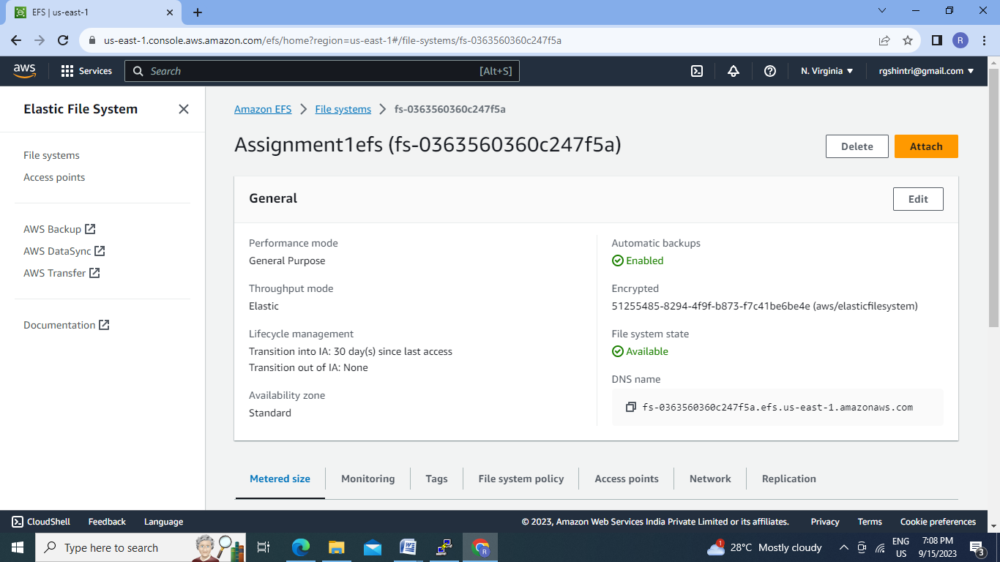 EFS | us-east-1
us-east-1.console.aws.amazon.com/efs/home?region=us-east-1#/file-systems/fs-0363560360c247f5a
R
aws
Services
Search
[Alt+S]
N. Virginia
rgshintri@gmail.com
Elastic File System
File systems
Access points
AWS Backup
AWS DataSync
AWS Transfer
Documentation
Amazon EFS
File systems
fs-0363560360c247f5a
Assignment1efs (fs-0363560360c247f5a)
Delete
Attach
General
Edit
Performance mode
General Purpose
Throughput mode
Elastic
Lifecycle management
Transition into IA: 30 day(s) since last access
Transition out of IA: None
Availability zone
Standard
Automatic backups
Enabled
Encrypted
51255485-8294-4f9f-b873-f7c41be6be4e (aws/elasticfilesystem)
File system state
Available
DNS name
fs-0363560360c247f5a.efs.us-east-1.amazonaws.com
Metered size
Monitoring
Tags
File system policy
Access points
Network
Replication
CloudShell
Feedback
Language
© 2023, Amazon Web Services India Private Limited or its affiliates.
Privacy
Terms
Cookie preferences
Type here to search
W
R
1
28°C Mostly cloudy
ENG
US
7:08 PM
9/15/2023
3